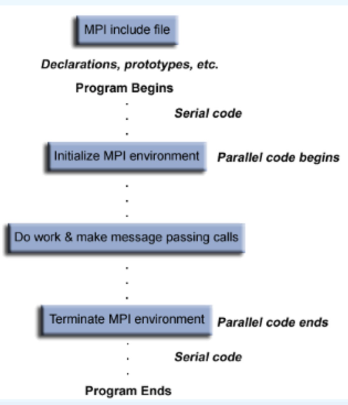 MPI include file
Declarations, prototypes, etc.
Program Begins
Serial code
Initialize MPI environment Parallel code begins
Do work & make message passing calls
Terminate MPI environment Parallel code ends
Serial code
Program Ends